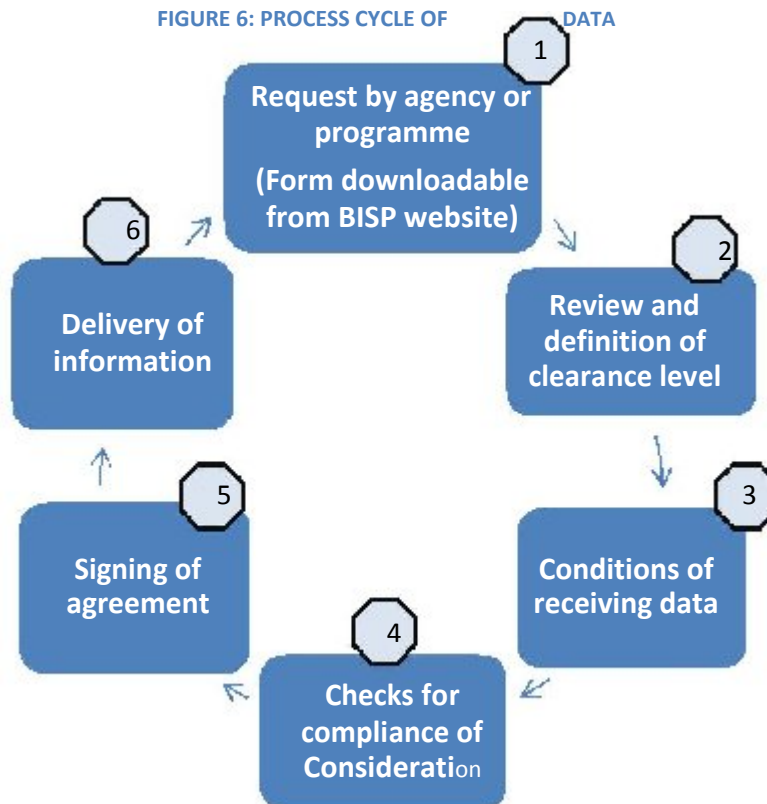 FIGURE 6: PROCESS CYCLE OF DATA
1
Request by agency or
programme
(Form downloadable
from BISP website)
2
Review and
definition of
clearance level
3
Conditions of
receiving data
4
Checks for
compliance of
Consideration
5
Signing of
agreement
6
Delivery of
information